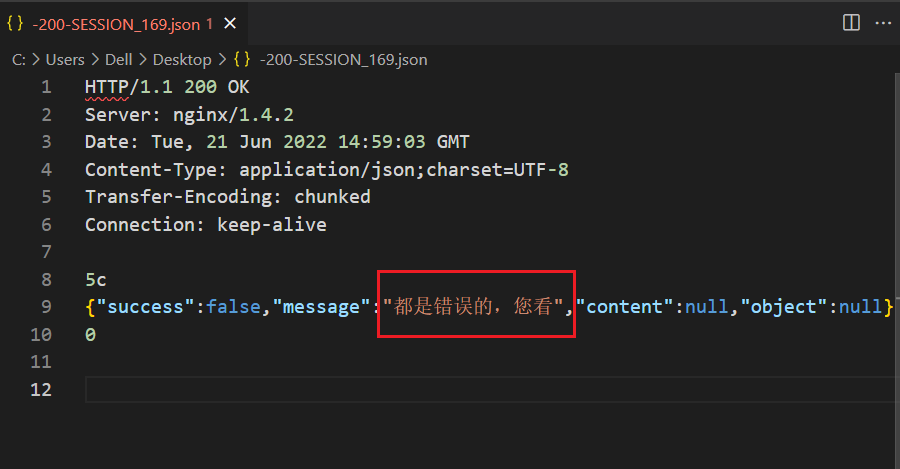 {} -200-SESSION_169.json 1 ×
C: > Users > Dell > Desktop > {} -200-SESSION_169.json
1 HTTP/1.1 200 OK
2 Server: nginx/1.4.2
3 Date: Tue, 21 Jun 2022 14:59:03 GMT
4 Content-Type: application/json;charset=UTF-8
5 Transfer-Encoding: chunked
6 Connection: keep-alive
7
8 5c
9 {"success":false,"message":"都是错误的，您看","content":null,"object":null}
10 0
11
12